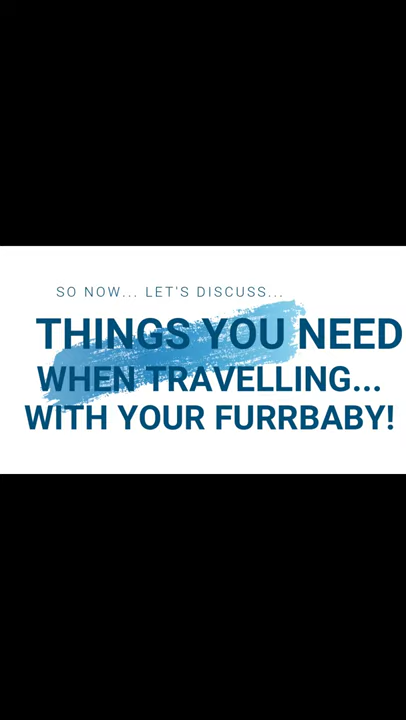 SO NOW... LET'S DISCUSS...
THINGS YOU NEED
WHEN TRAVELLING...
WITH YOUR FURRBABY!